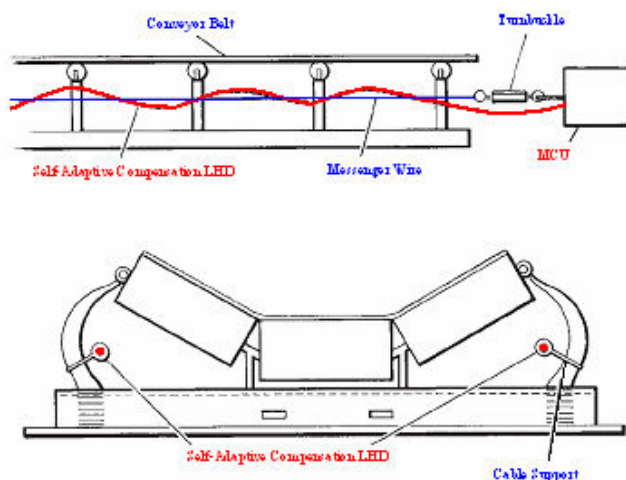 Conveyor Belt
Turnbuckle
Self-Adaptive Compensation LHD
Messenger Wire
MCU
Self-Adaptive Compensation LHD
Cable Support